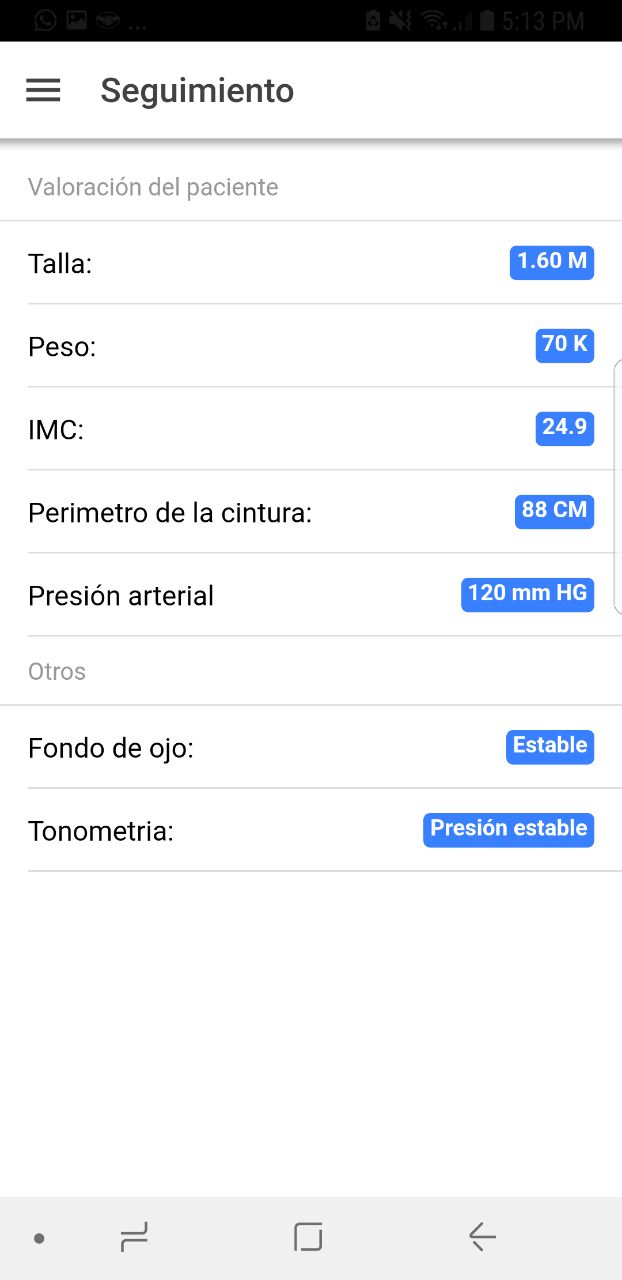 ... 5:13 PM
Seguimiento
Valoración del paciente
Talla: 1.60 M
Peso: 70 K
IMC: 24.9
Perimetro de la cintura: 88 CM
Presión arterial 120 mm HG
Otros
Fondo de ojo: Estable
Tonometria: Presión estable